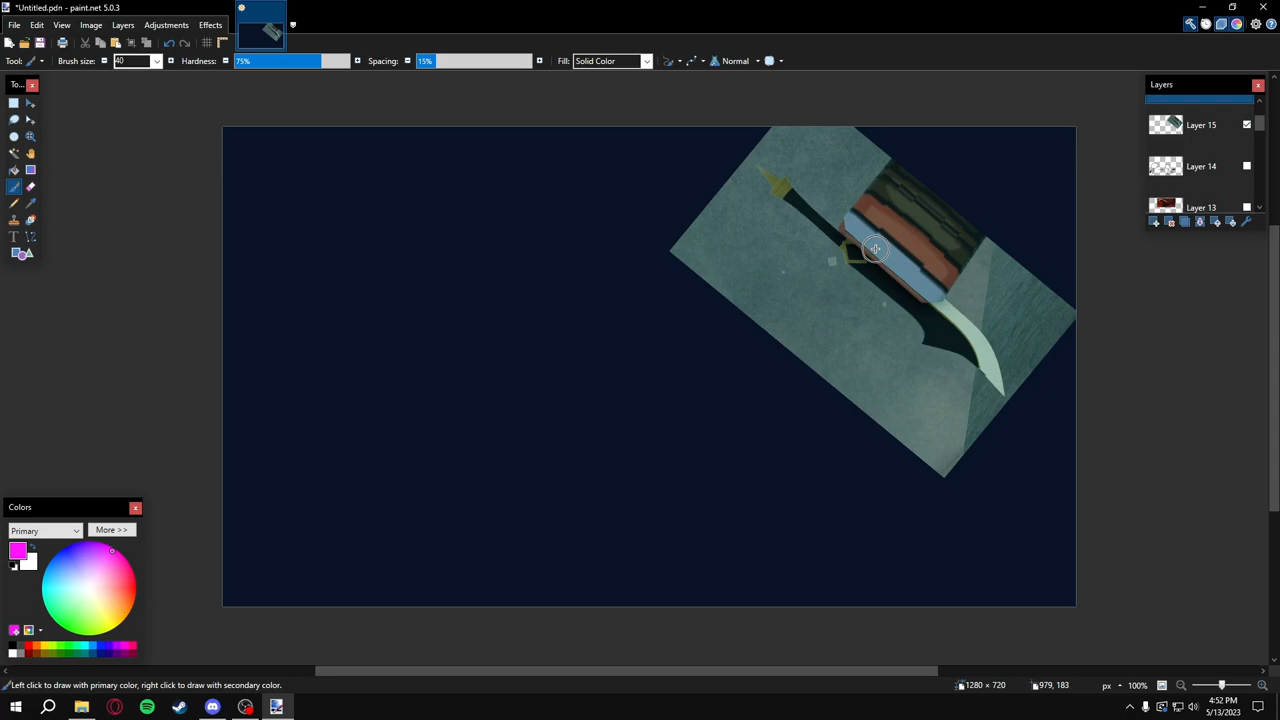 *Untitled.pdn - paint.net 5.0.3
File Edit View Image Layers Adjustments Effects
Tool: Brush size: 40 Hardness: 75% Spacing: 15% Fill: Solid Color Normal
To...
Layers
Layer 15
Layer 14
Layer 13
Colors
Primary More >>
Left click to draw with primary color, right click to draw with secondary color. 1280 × 720 979, 183 px 100%
4:52 PM
5/13/2023